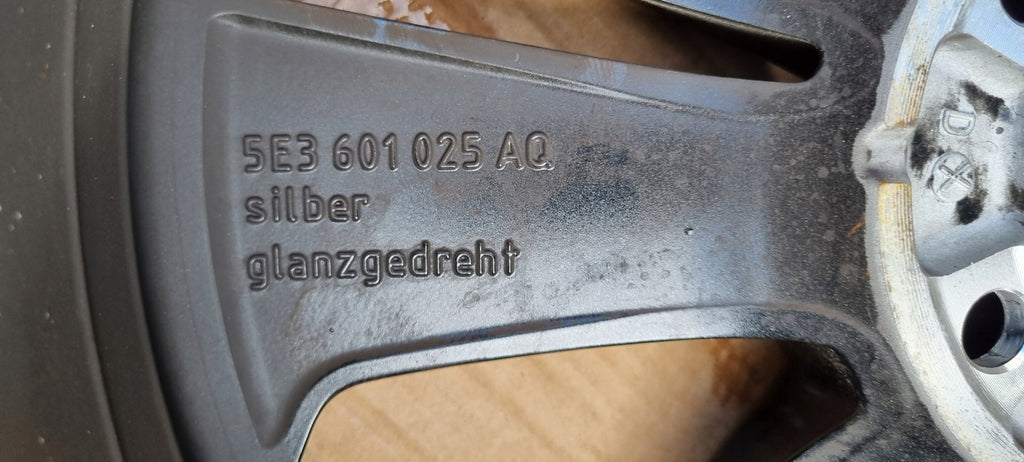 5E3 601 025 AQ
silber
glanzgedreht
D